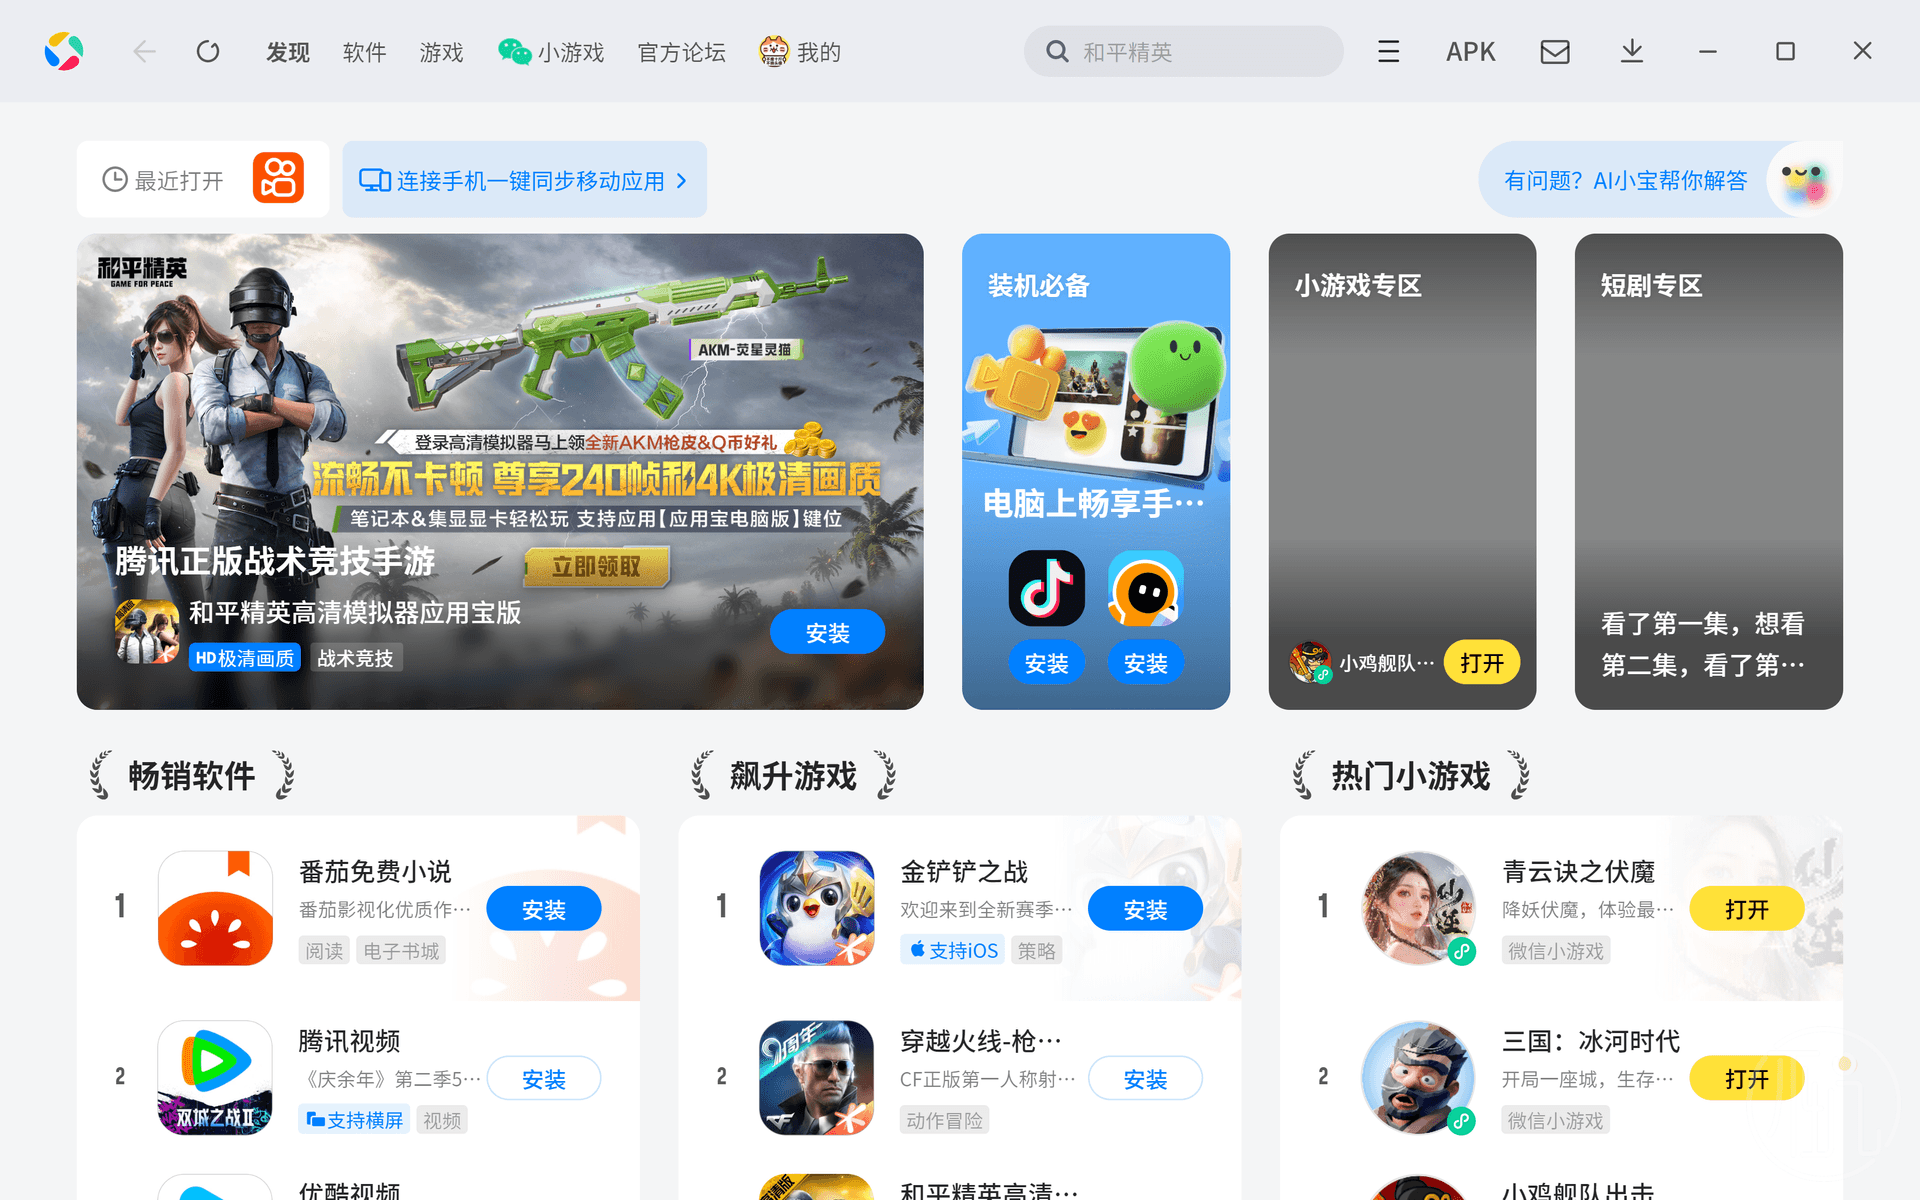 发现
软件
游戏
小游戏
官方论坛
我的
和平精英
APK
最近打开
连接手机一键同步移动应用
有问题？AI小宝帮你解答
和平精英
GAME FOR PEACE
AKM-荧星灵猫
登录高清模拟器马上领全新AKM枪皮&Q币好礼
流畅不卡顿 尊享240帧和4K极清画质
笔记本&集显显卡轻松玩 支持应用【应用宝电脑版】键位
立即领取
腾讯正版战术竞技手游
和平精英高清模拟器应用宝版
HD极清画质
战术竞技
安装
装机必备
电脑上畅享手…
安装
安装
小游戏专区
小鸡舰队…
打开
短剧专区
看了第一集，想看
第二集，看了第…
畅销软件
1
番茄免费小说
番茄影视化优质作…
阅读
电子书城
安装
2
腾讯视频
《庆余年》第二季5…
支持横屏
视频
安装
双城之战II
优酷视频
飙升游戏
1
金铲铲之战
欢迎来到全新赛季…
支持iOS
策略
安装
2
穿越火线-枪…
CF正版第一人称射…
动作冒险
安装
9周年
CF
和平精英高清…
高清版
热门小游戏
1
青云诀之伏魔
降妖伏魔，体验最…
微信小游戏
打开
2
三国：冰河时代
开局一座城，生存…
微信小游戏
打开
小鸡舰队出击